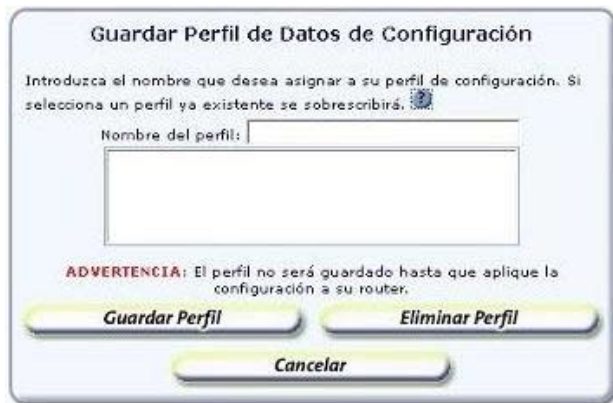 Guardar Perfil de Datos de Configuración
Introduzca el nombre que desea asignar a su perfil de configuración. Si
selecciona un perfil ya existente se sobrescribirá. ?
Nombre del perfil:
ADVERTENCIA: El perfil no será guardado hasta que aplique la
configuración a su router.
Guardar Perfil
Eliminar Perfil
Cancelar